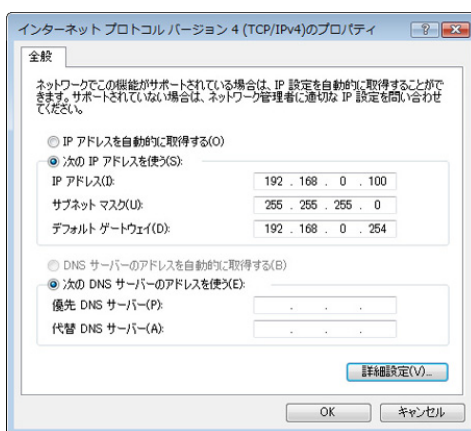 インターネット プロトコル バージョン 4 (TCP/IPv4)のプロパティ
全般
ネットワークでこの機能がサポートされている場合は、IP 設定を自動的に取得することがで
きます。サポートされていない場合は、ネットワーク管理者に適切な IP 設定を問い合わせ
てください。
IP アドレスを自動的に取得する(O)
次の IP アドレスを使う(S):
IP アドレス(I): 192 . 168 . 0 . 100
サブネット マスク(U): 255 . 255 . 255 . 0
デフォルト ゲートウェイ(D): 192 . 168 . 0 . 254
DNS サーバーのアドレスを自動的に取得する(B)
次の DNS サーバーのアドレスを使う(E):
優先 DNS サーバー(P): . . .
代替 DNS サーバー(A): . . .
詳細設定(V)...
OK キャンセル